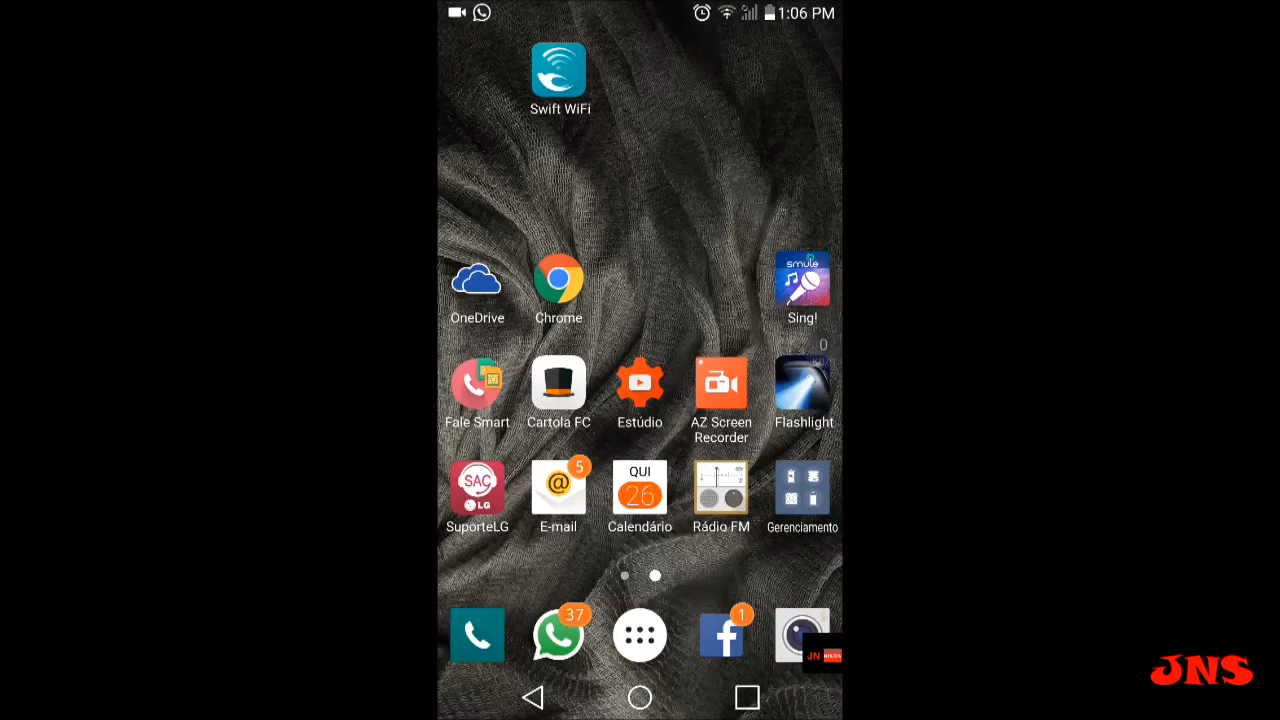 1:06 PM
Swift WiFi
smule
OneDrive
Chrome
Sing!
0
Fale Smart
Cartola FC
Estúdio
AZ Screen
Recorder
Flashlight
SAC
LG
5
QUI
26
SuporteLG
E-mail
Calendário
Rádio FM
Gerenciamento
37
1
JN
JNS